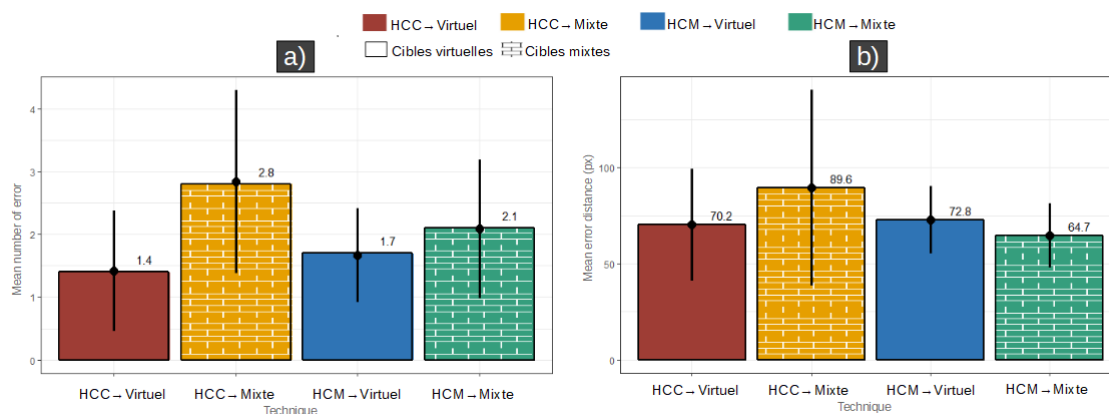 HCC→Virtuel HCC→Mixte HCM→Virtuel HCM→Mixte
Cibles virtuelles Cibles mixtes
a)
Mean number of error
4
3
2
1
0
1.4
2.8
1.7
2.1
HCC→Virtuel HCC→Mixte HCM→Virtuel HCM→Mixte
Technique
b)
Mean error distance (px)
100
50
0
70.2
89.6
72.8
64.7
HCC→Virtuel HCC→Mixte HCM→Virtuel HCM→Mixte
Technique